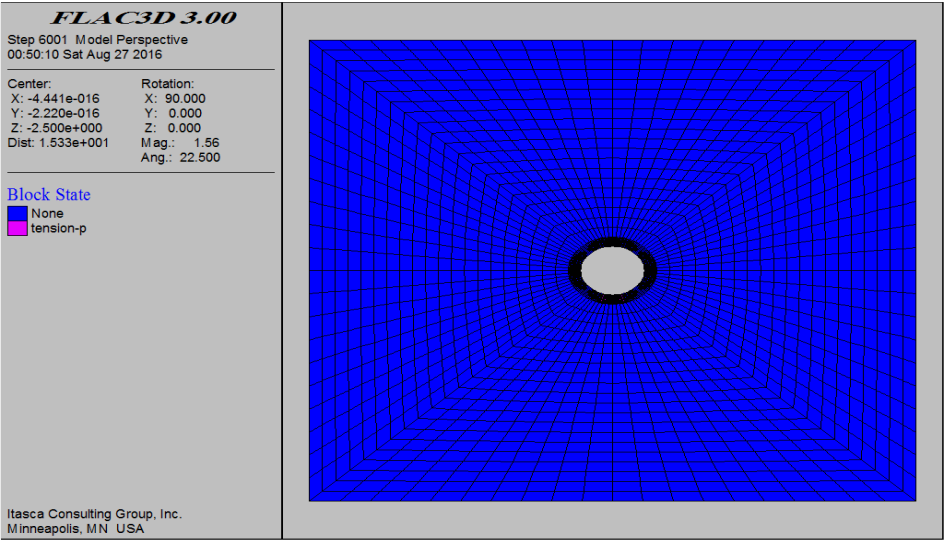 FLAC3D 3.00
Step 6001 Model Perspective
00:50:10 Sat Aug 27 2016
Center: Rotation:
X: -4.441e-016 X: 90.000
Y: -2.220e-016 Y: 0.000
Z: -2.500e+000 Z: 0.000
Dist: 1.533e+001 Mag.: 1.56
Ang.: 22.500
Block State
None
tension-p
Itasca Consulting Group, Inc.
Minneapolis, MN USA